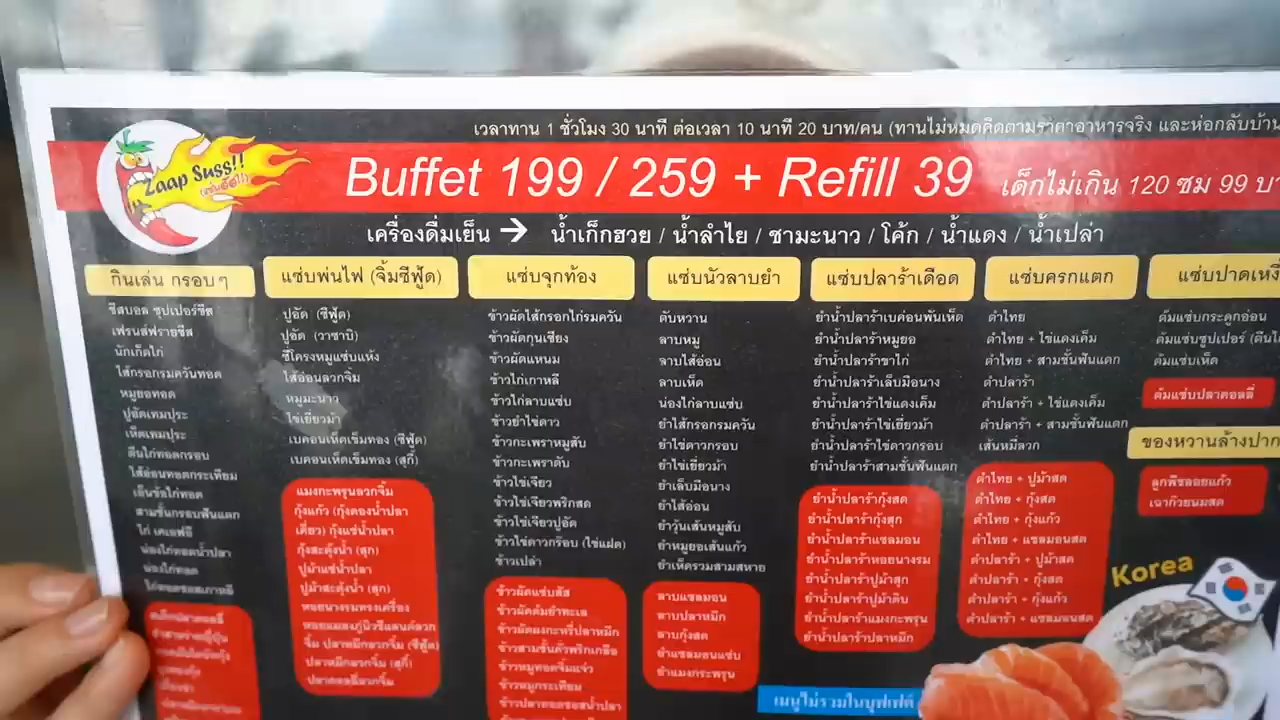 เวลาทาน 1 ชั่วโมง 30 นาที ต่อเวลา 10 นาที 20 บาท/คน (ทานไม่หมดคิดตามราคาอาหารจริง และห่อกลับบ้าน
Zaap Suss!!
Buffet 199 / 259 + Refill 39 เด็กไม่เกิน 120 ซม 99
เครื่องดื่มเย็น → น้ำเก็กฮวย / น้ำลำไย / ชามะนาว / โค้ก / น้ำแดง / น้ำเปล่า
กินเล่น กรอบๆ
ชีสบอล ซุปเปอร์ชีส
เฟรนส์ฟรายชีส
นักเก็ตไก่
ไส้กรอกรมควันทอด
หมูยอทอด
ปูอัดเทมปุระ
เห็ดเทมปุระ
ตีนไก่ทอดกรอบ
ไส้อ่อนทอดกระเทียม
เอ็นข้อไก่ทอด
สามชั้นกรอบฟันแตก
ไก่ เคเอฟซี
น่องไก่ทอดน้ำปลา
น่องไก่ทอด
ไก่ทอดซอสเกาหลี
แซ่บพ่นไฟ (จิ้มซีฟู้ด)
ปูอัด (ซีฟู้ด)
ปูอัด (วาซาบิ)
ซี่โครงหมูแซ่บแห้ง
ไส้อ่อนลวกจิ้ม
หมูมะนาว
ไข่เยี่ยวม้า
เบคอนเห็ดเข็มทอง (ซีฟู้ด)
เบคอนเห็ดเข็มทอง (สุกี้)
แมงกะพรุนลวกจิ้ม
กุ้งแก้ว (กุ้งดองน้ำปลา
เดี่ยว) กุ้งแช่น้ำปลา
กุ้งสะดุ้งน้ำ (สุก)
ปูม้าแช่น้ำปลา
ปูม้าสะดุ้งน้ำ (สุก)
หอยนางรมทรงเครื่อง
หอยแมลงภู่นิวซีแลนด์ลวก
จิ้ม ปลาหมึกลวกจิ้ม (ซีฟู้ด)
ปลาหมึกลวกจิ้ม (สุกี้)
ปลาดอลลี่ลวกจิ้ม
แซ่บจุกท้อง
ข้าวผัดไส้กรอกไก่รมควัน
ข้าวผัดกุนเชียง
ข้าวผัดแหนม
ข้าวไก่เกาหลี
ข้าวไก่ลาบแซ่บ
ข้าวยำไข่ดาว
ข้าวกะเพราหมูสับ
ข้าวกะเพราตับ
ข้าวไข่เจียว
ข้าวไข่เจียวพริกสด
ข้าวไข่เจียวปูอัด
ข้าวไข่ดาวกรอบ (ไข่แฝด)
ข้าวเปล่า
ข้าวผัดแซ่บสัส
ข้าวผัดต้มยำทะเล
ข้าวผัดผงกะหรี่ปลาหมึก
ข้าวสามชั้นคั่วพริกเกลือ
ข้าวหมูทอดจิ้มแจ่ว
ข้าวหมูกระเทียม
ข้าวปลาทอดซอสน้ำปลา
แซ่บนัวลาบยำ
ตับหวาน
ลาบหมู
ลาบไส้อ่อน
ลาบเห็ด
น่องไก่ลาบแซ่บ
ยำไส้กรอกรมควัน
ยำไข่ดาวกรอบ
ยำไข่เยี่ยวม้า
ยำเล็บมือนาง
ยำไส้อ่อน
ยำวุ้นเส้นหมูสับ
ยำหมูยอเส้นแก้ว
ยำเห็ดรวมสามสหาย
ลาบแซลมอน
ลาบปลาหมึก
ลาบกุ้งสด
ยำแซลมอนแซ่บ
ยำแมงกระพรุน
แซ่บปลาร้าเดือด
ยำน้ำปลาร้าเบค่อนพันเห็ด
ยำน้ำปลาร้าหมูยอ
ยำน้ำปลาร้าขาไก่
ยำน้ำปลาร้าเล็บมือนาง
ยำน้ำปลาร้าไข่แดงเค็ม
ยำน้ำปลาร้าไข่เยี่ยวม้า
ยำน้ำปลาร้าไข่ดาวกรอบ
ยำน้ำปลาร้าสามชั้นฟันแตก
ยำน้ำปลาร้ากุ้งสด
ยำน้ำปลาร้ากุ้งสุก
ยำน้ำปลาร้าแซลมอน
ยำน้ำปลาร้าหอยนางรม
ยำน้ำปลาร้าปูม้าสุก
ยำน้ำปลาร้าปูม้าดิบ
ยำน้ำปลาร้าแมงกะพรุน
ยำน้ำปลาร้าปลาหมึก
เมนูไม่รวมในบุฟเฟ่ต์
แซ่บครกแตก
ตำไทย
ตำไทย + ไข่แดงเค็ม
ตำไทย + สามชั้นฟันแตก
ตำปลาร้า
ตำปลาร้า + ไข่แดงเค็ม
ตำปลาร้า + สามชั้นฟันแตก
เส้นหมี่ลวก
ตำไทย + ปูม้าสด
ตำไทย + กุ้งสด
ตำไทย + กุ้งแก้ว
ตำไทย + แซลมอนสด
ตำปลาร้า + ปูม้าสด
ตำปลาร้า + กุ้งสด
ตำปลาร้า + กุ้งแก้ว
ตำปลาร้า + แซลมอนสด
แซ่บปาดเหงื่
ต้มแซ่บกระดูกอ่อน
ต้มแซ่บซุปเปอร์ (ตีนไ
ต้มแซ่บเห็ด
ต้มแซ่บปลาดอลลี่
ของหวานล้างปาก
ลูกพีชลอยแก้ว
เฉาก๊วยนมสด
Korea